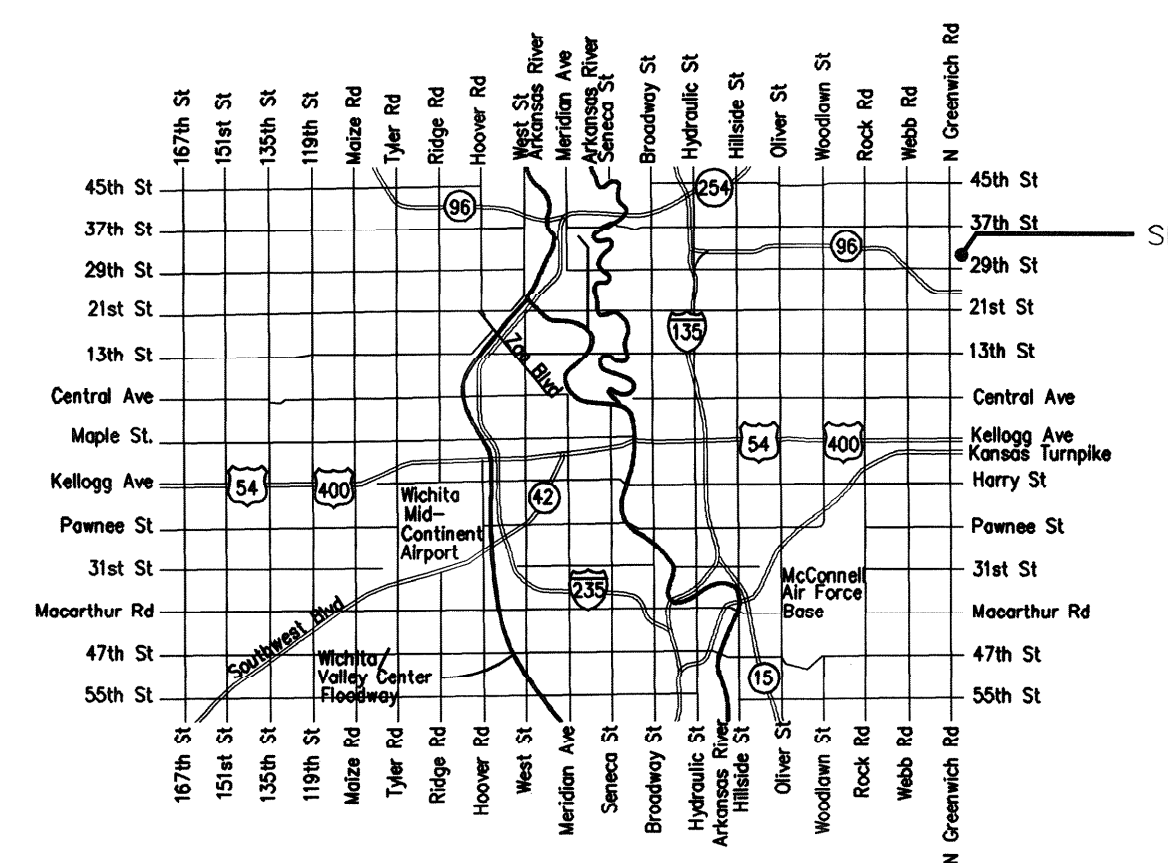 167th St
151st St
135th St
119th St
Maize Rd
Tyler Rd
Ridge Rd
Hoover Rd
West St
Arkansas River
Meridian Ave
Arkansas River
Seneca St
Broadway St
Hydraulic St
Hillside St
Oliver St
Woodlawn St
Rock Rd
Webb Rd
N Greenwich Rd
45th St
37th St
29th St
21st St
13th St
Central Ave
Maple St.
Kellogg Ave
Pawnee St
31st St
Macarthur Rd
47th St
55th St
96
254
96
135
Zoo Blvd
54
400
54
400
42
Wichita
Mid-
Continent
Airport
235
McConnell
Air Force
Base
Southwest Blvd
Wichita/
Valley Center
Floodway
15
45th St
37th St
SI
29th St
21st St
13th St
Central Ave
Kellogg Ave
Kansas Turnpike
Harry St
Pawnee St
31st St
Macarthur Rd
47th St
55th St
167th St
151st St
135th St
119th St
Maize Rd
Tyler Rd
Ridge Rd
Hoover Rd
West St
Meridian Ave
Seneca St
Broadway St
Hydraulic St
Arkansas River
Hillside St
Oliver St
Woodlawn St
Rock Rd
Webb Rd
N Greenwich Rd